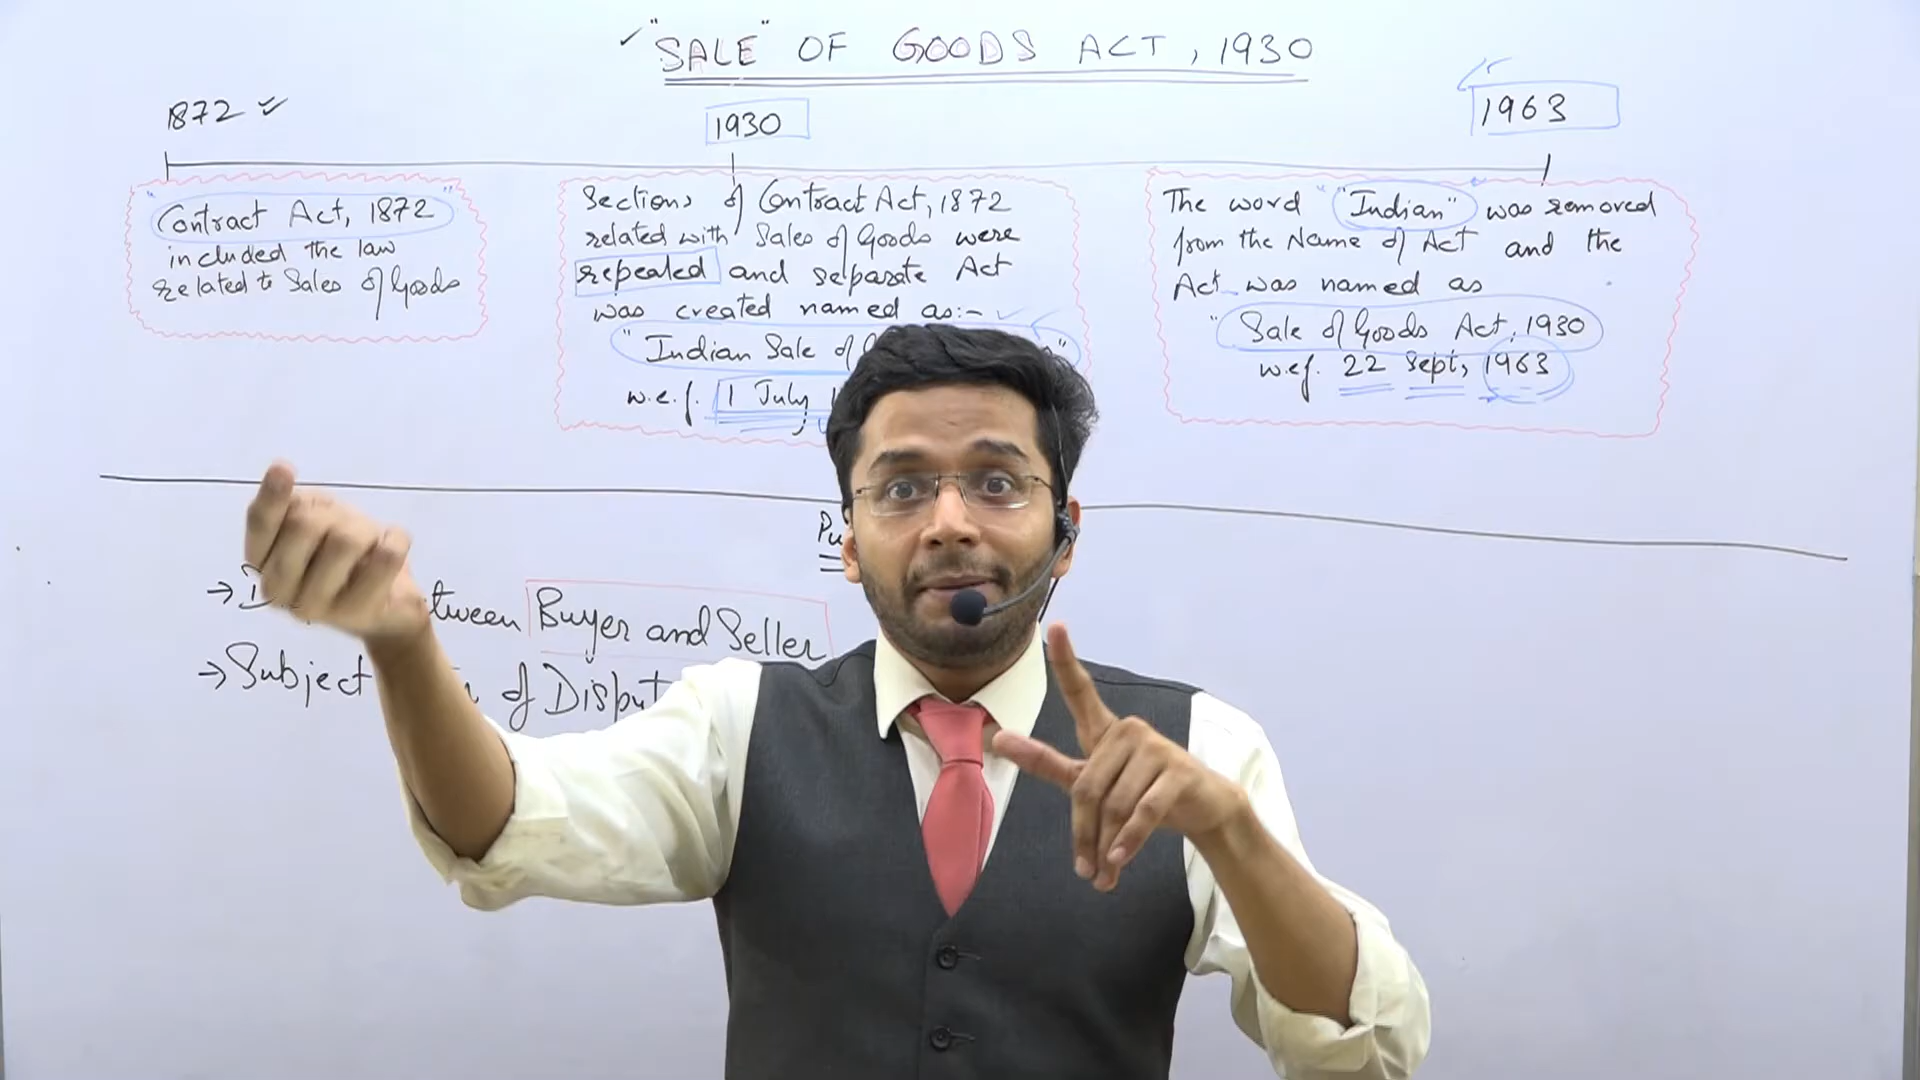 "SALE" OF GOODS ACT, 1930
1872
1930
1963
"Contract Act, 1872"
included the law
related to Sales of Goods
Sections of Contract Act, 1872
related with Sales of Goods were
repealed and separate Act
was created named as:-
"Indian Sale of
w.e.f. 1 July
The word "Indian" was removed
from the Name of Act and the
Act was named as
"Sale of Goods Act, 1930
w.e.f. 22 Sept, 1963
Buyer and Seller
→ Subject of